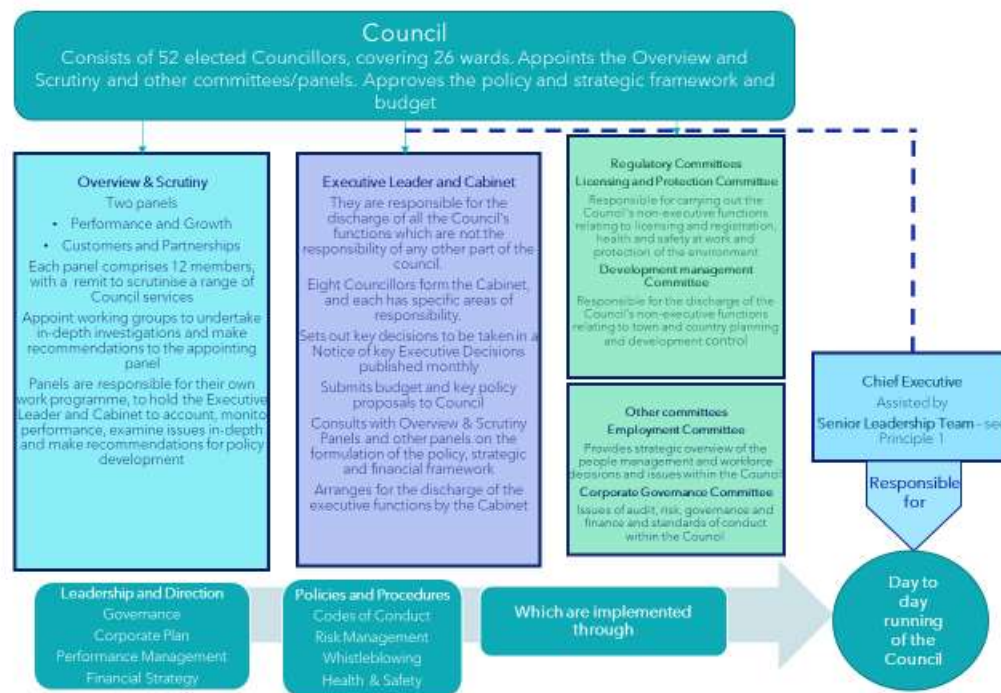 Council
Consists of 52 elected Councillors, covering 26 wards. Appoints the Overview and
Scrutiny and other committees/panels. Approves the policy and strategic framework and
budget
Overview & Scrutiny
Two panels
• Performance and Growth
• Customers and Partnerships
Each panel comprises 12 members,
with a remit to scrutinise a range of
Council services
Appoint working groups to undertake
in-depth investigations and make
recommendations to the appointing
panel
Panels are responsible for their own
work programme, to hold the Executive
Leader and Cabinet to account, monito
performance, examine issues in-depth
and make recommendations for policy
development
Executive Leader and Cabinet
They are responsible for the
discharge of all the Council's
functions which are not the
responsibility of any other part of the
council.
Eight Councillors form the Cabinet,
and each has specific areas of
responsibility.
Sets out key decisions to be taken in a
Notice of key Executive Decisions
published monthly
Submits budget and key policy
proposals to Council
Consults with Overview & Scrutiny
Panels and other panels on the
formulation of the policy, strategic
and financial framework
Arranges for the discharge of the
executive functions by the Cabinet
Regulatory Committees
Licensing and Protection Committee
Responsible for carrying out the
Council's non-executive functions
relating to licensing and registration,
health and safety at work and
protection of the environment
Development management
Committee
Responsible for the discharge of the
Council's non-executive functions
relating to town and country planning
and development control
Other committees
Employment Committee
Provides strategic overview of the
people management and workforce
decisions and issues within the Council
Corporate Governance Committee
Issues of audit, risk, governance and
finance and standards of conduct
within the Council
Chief Executive
Assisted by
Senior Leadership Team - see
Principle 1
Responsible
for
Day to
day
running
of the
Council
Leadership and Direction
Governance
Corporate Plan
Performance Management
Financial Strategy
Policies and Procedures
Codes of Conduct
Risk Management
Whistleblowing
Health & Safety
Which are implemented
through